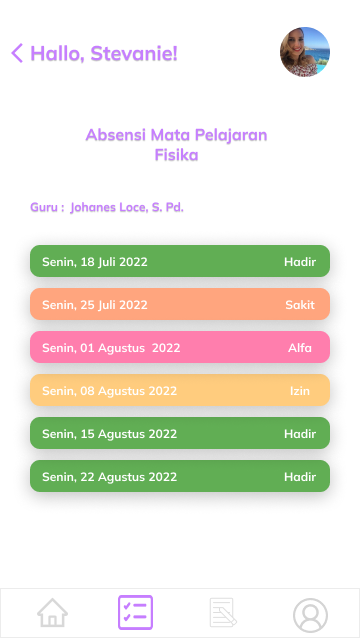 Hallo, Stevanie!
Absensi Mata Pelajaran
Fisika
Guru : Johanes Loce, S. Pd.
Senin, 18 Juli 2022 Hadir
Senin, 25 Juli 2022 Sakit
Senin, 01 Agustus 2022 Alfa
Senin, 08 Agustus 2022 Izin
Senin, 15 Agustus 2022 Hadir
Senin, 22 Agustus 2022 Hadir